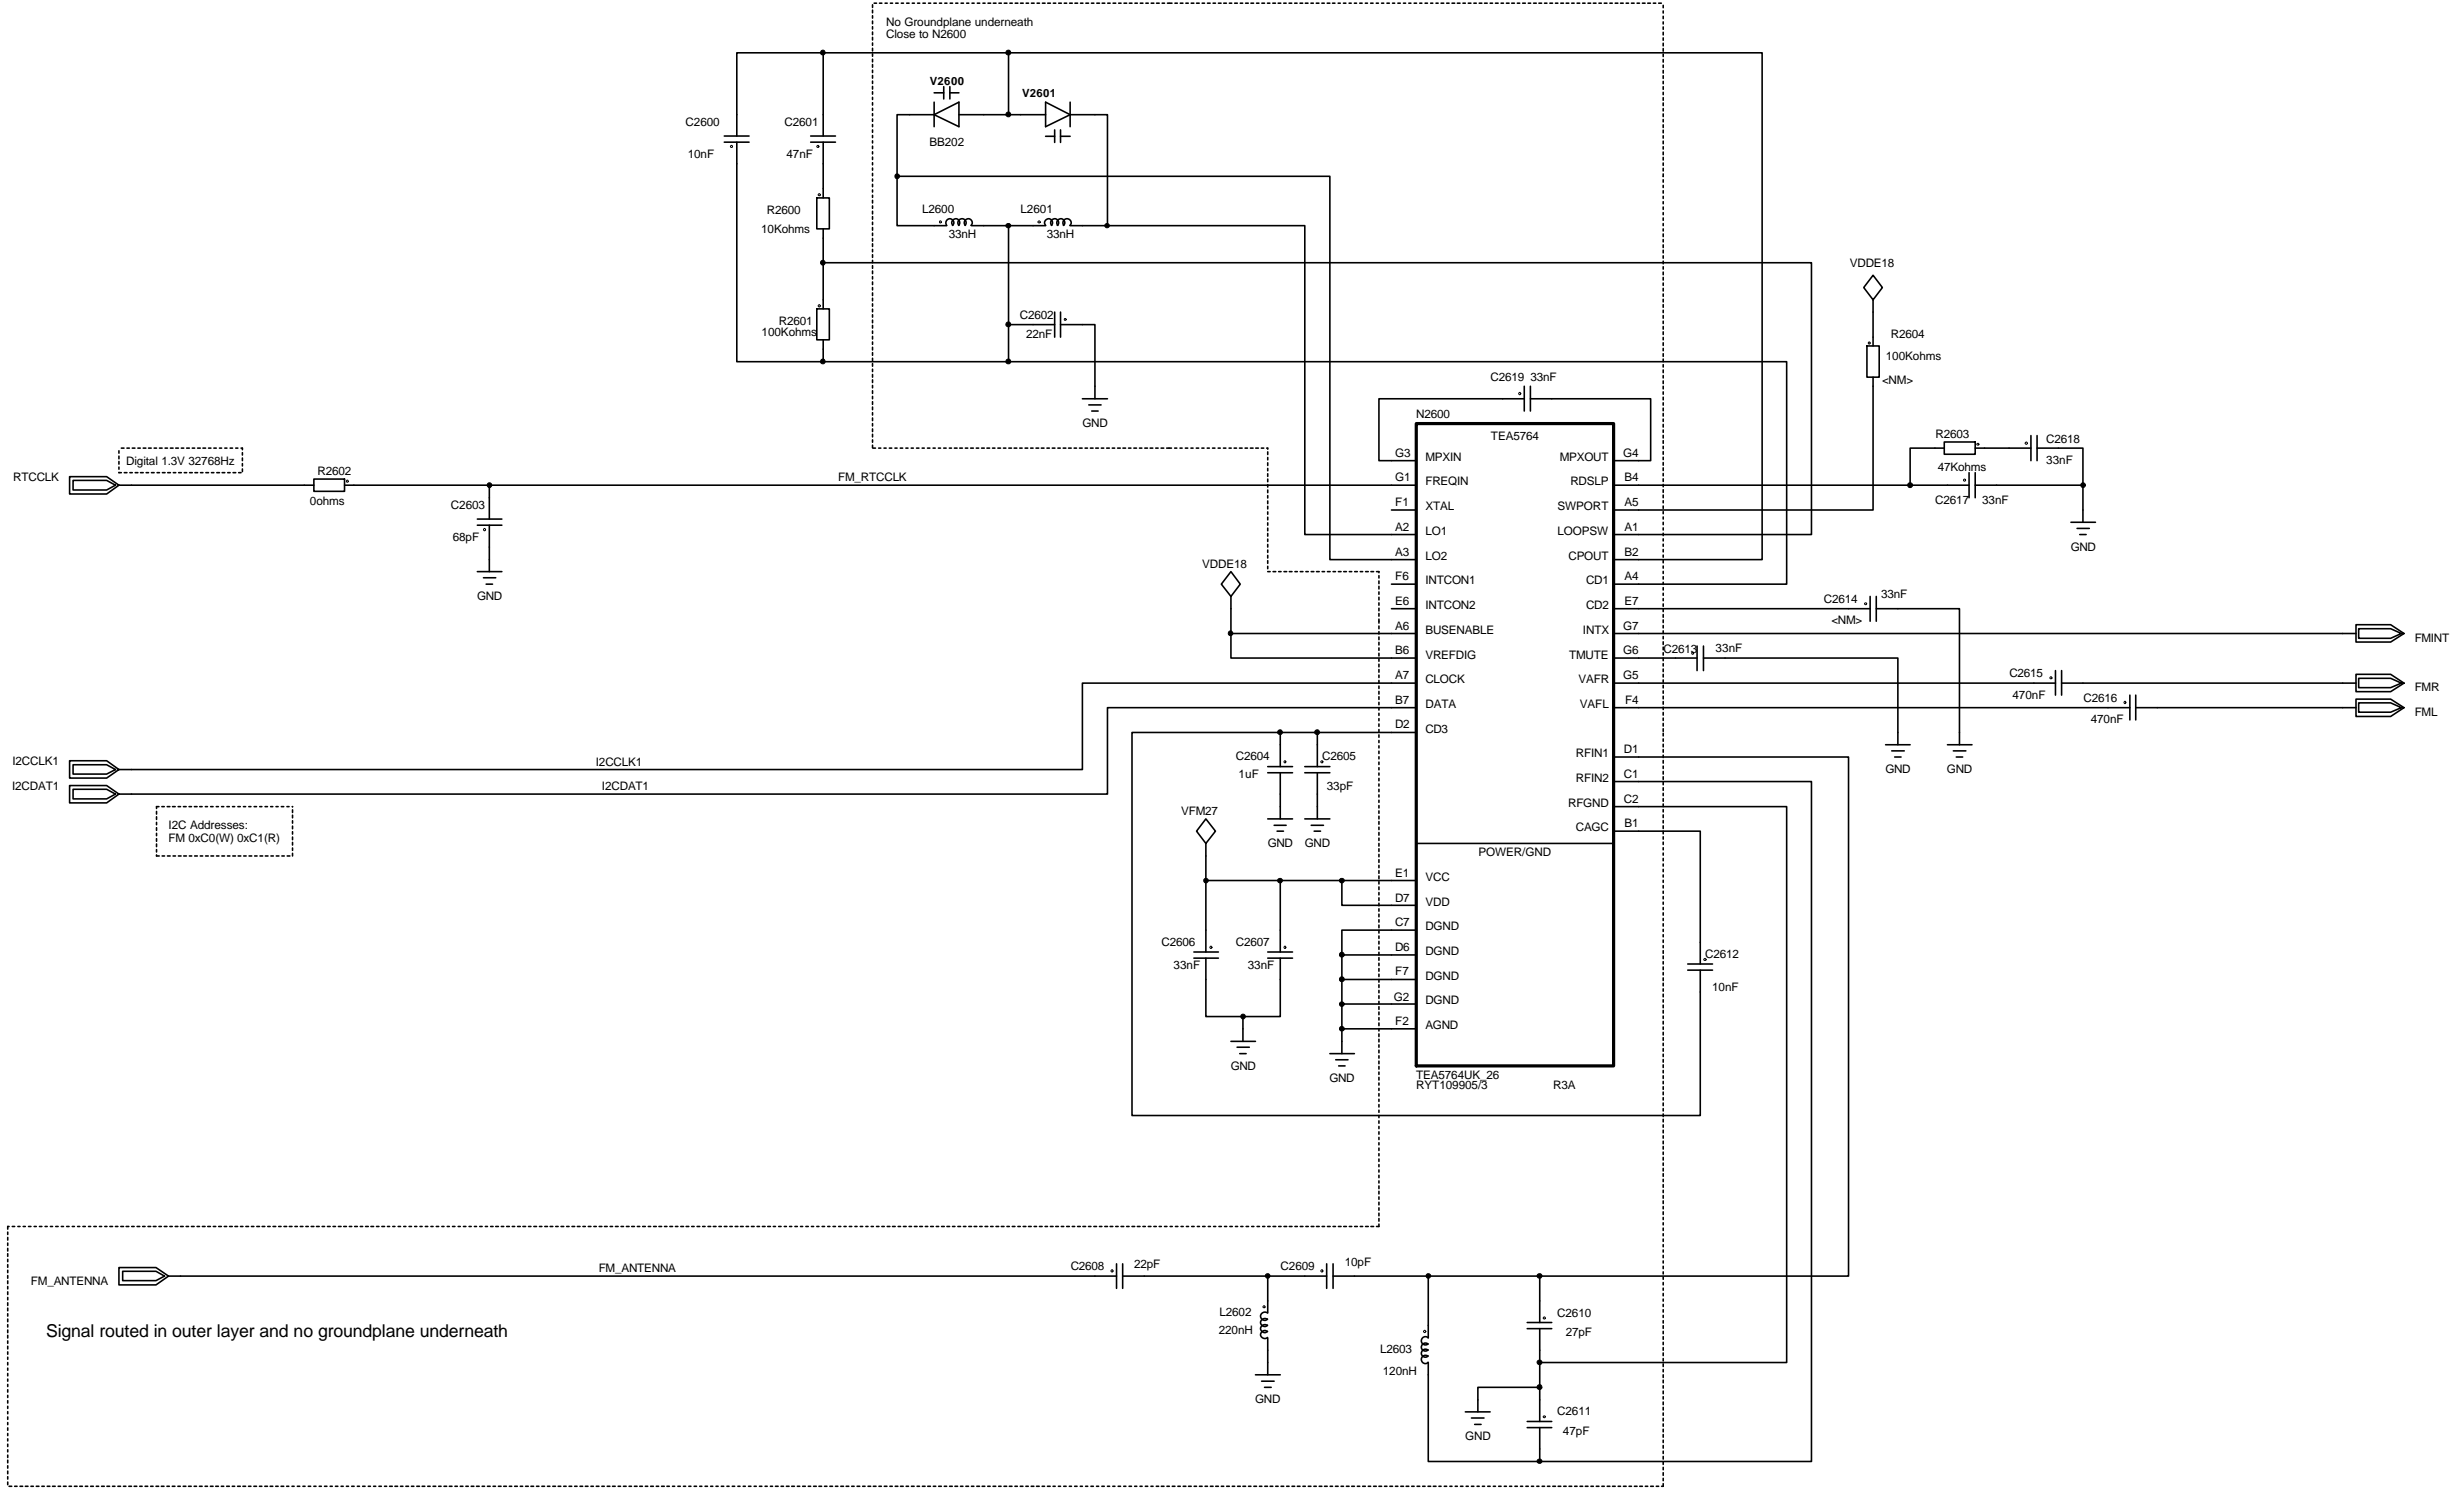 No Groundplane underneath
Close to N2600
V2600
V2601
BB202
C2600
10nF
C2601
47nF
R2600
10Kohms
L2600
33nH
L2601
33nH
R2601
100Kohms
C2602
22nF
GND
VDDE18
R2604
100Kohms
<NM>
C2619 33nF
N2600
TEA5764
R2603
47Kohms
C2618
33nF
C2617
33nF
GND
RTCCLK
Digital 1.3V 32768Hz
R2602
0ohms
FM_RTCCLK
C2603
68pF
GND
VDDE18
G3 MPXIN
G1 FREQIN
F1 XTAL
A2 LO1
A3 LO2
F6 INTCON1
E6 INTCON2
A6 BUSENABLE
B6 VREFDIG
A7 CLOCK
B7 DATA
D2 CD3
MPXOUT G4
RDSLP B4
SWPORT A5
LOOPSW A1
CPOUT B2
CD1 A4
CD2 E7
INTX G7
TMUTE G6
VAFR G5
VAFL F4
RFIN1 D1
RFIN2 C1
RFGND C2
CAGC B1
C2614
33nF
<NM>
C2613
33nF
C2615
470nF
C2616
470nF
FMINT
FMR
FML
GND
GND
I2CCLK1
I2CCLK1
I2CDAT1
I2CDAT1
I2C Addresses:
FM 0xC0(W) 0xC1(R)
C2604
1uF
C2605
33pF
GND
GND
VFM27
POWER/GND
E1 VCC
D7 VDD
C7 DGND
D6 DGND
F7 DGND
G2 DGND
F2 AGND
C2606
33nF
C2607
33nF
GND
GND
C2612
10nF
TEA5764UK_26
RYT109905/3
R3A
FM_ANTENNA
FM_ANTENNA
C2608
22pF
C2609
10pF
L2602
220nH
GND
L2603
120nH
C2610
27pF
C2611
47pF
GND
Signal routed in outer layer and no groundplane underneath